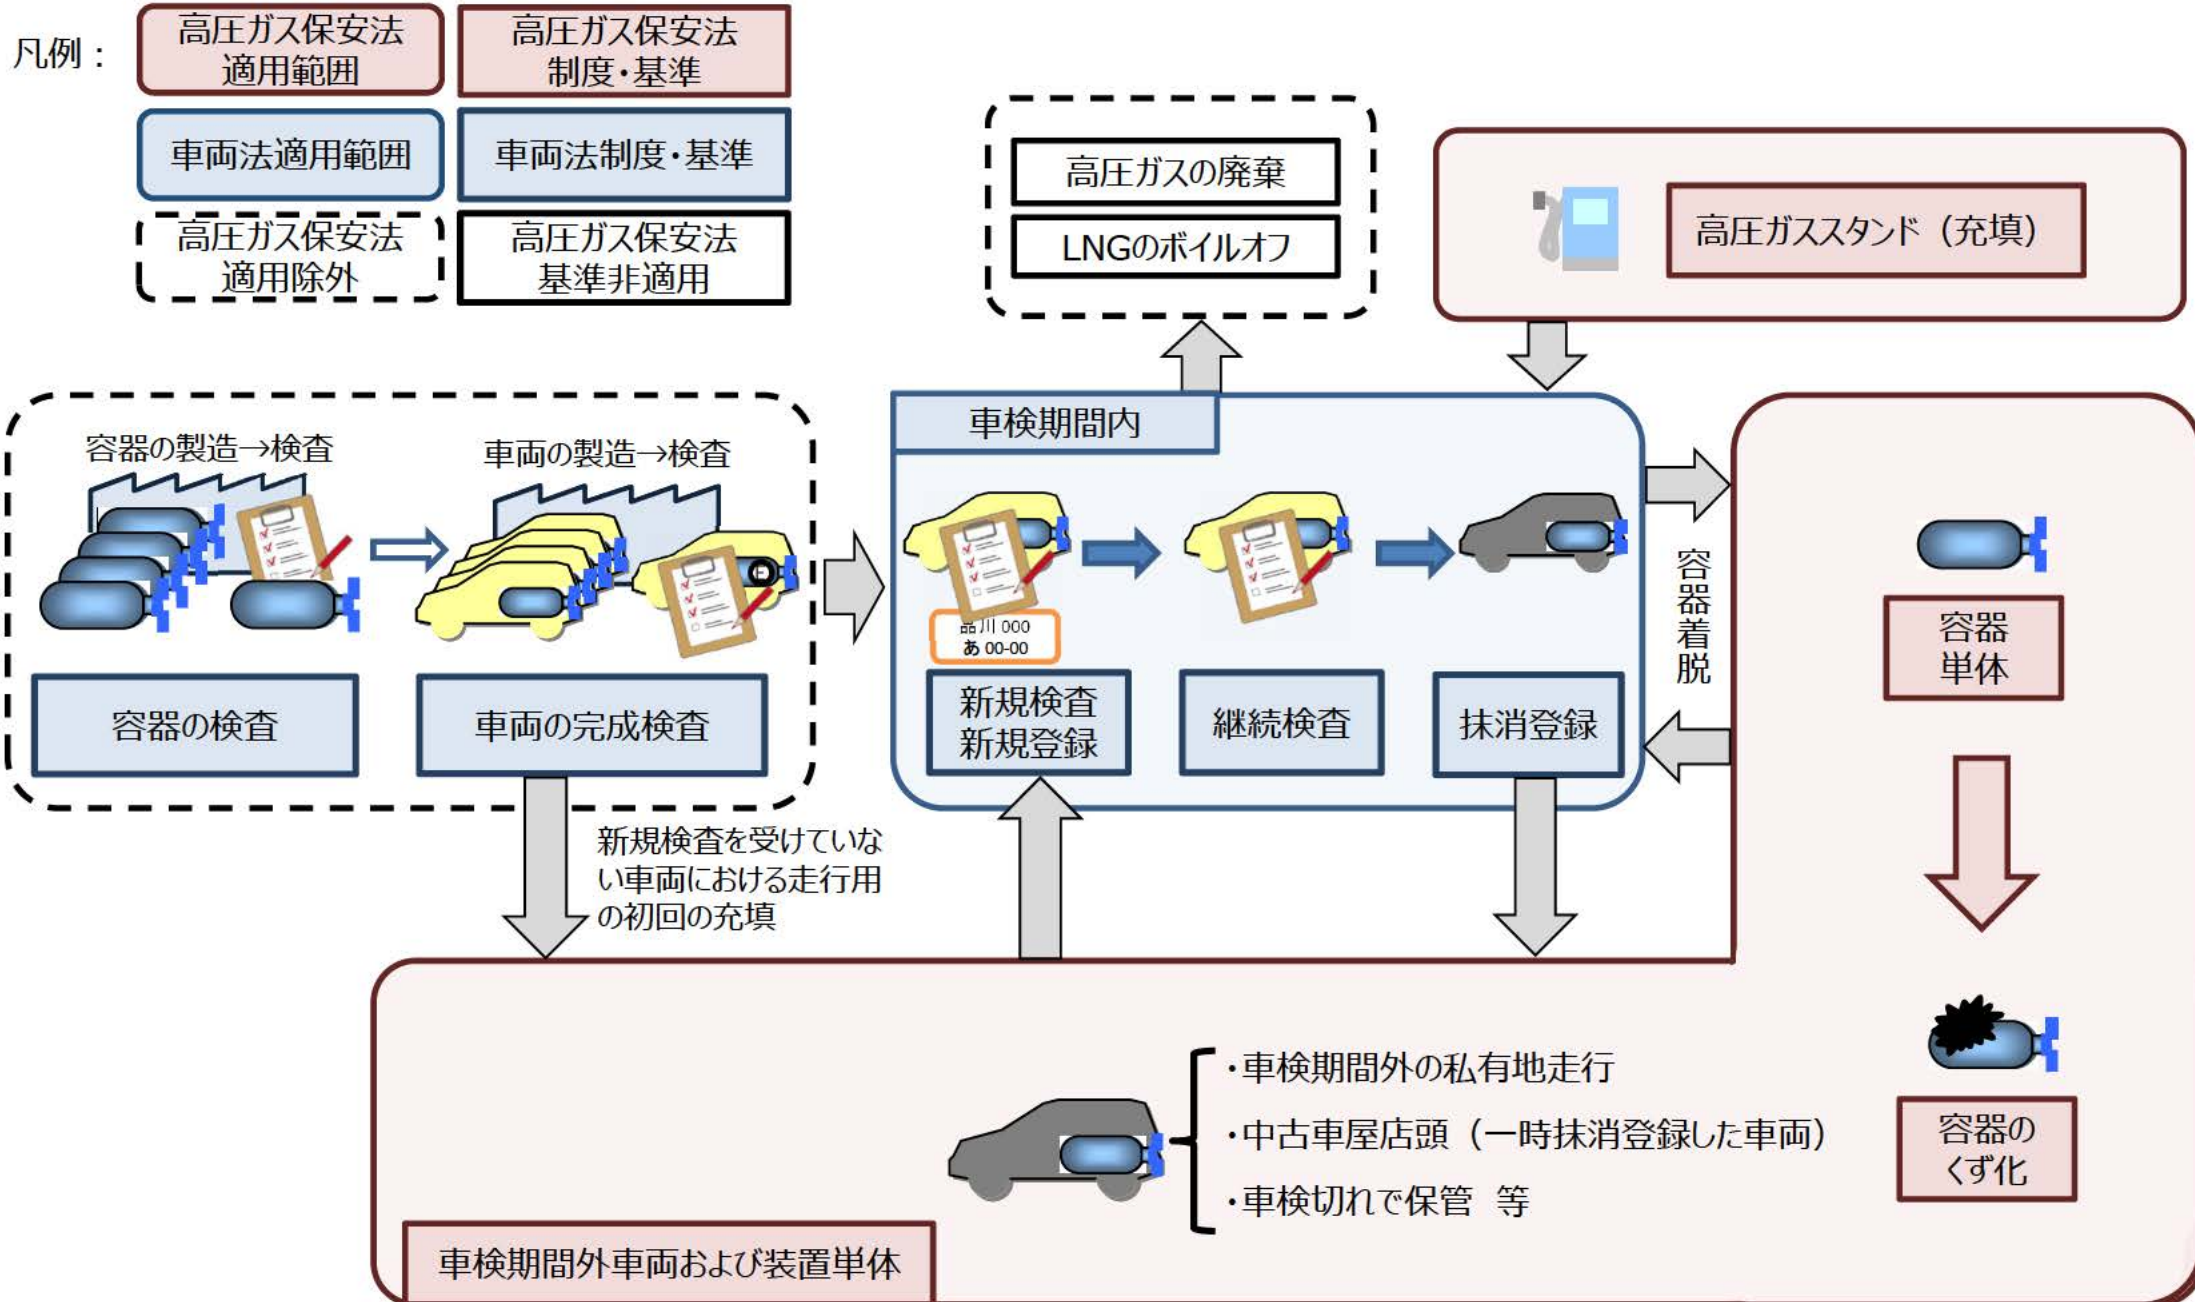 凡例：
高圧ガス保安法
適用範囲
高圧ガス保安法
制度・基準
車両法適用範囲
車両法制度・基準
高圧ガス保安法
適用除外
高圧ガス保安法
基準非適用
高圧ガスの廃棄
LNGのボイルオフ
高圧ガススタンド（充填）
容器の製造→検査
車両の製造→検査
容器の検査
車両の完成検査
車検期間内
品川 000
あ 00-00
新規検査
新規登録
継続検査
抹消登録
容器着脱
容器
単体
新規検査を受けていな
い車両における走行用
の初回の充填
・車検期間外の私有地走行
・中古車屋店頭（一時抹消登録した車両）
・車検切れで保管　等
容器の
くず化
車検期間外車両および装置単体